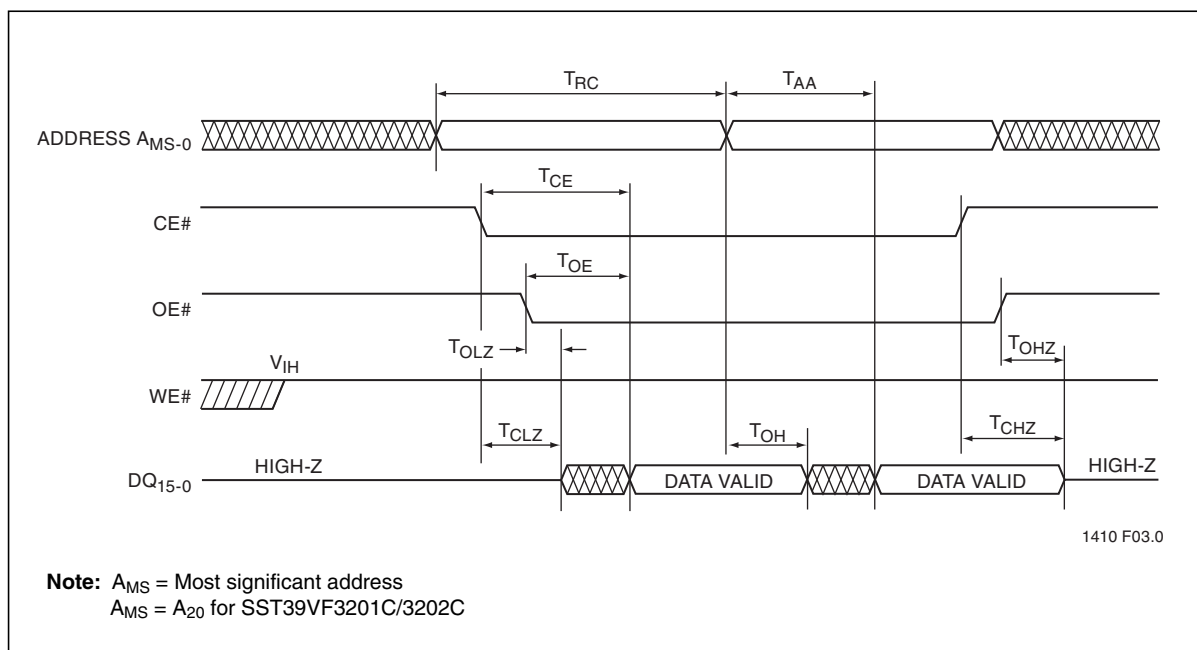 TRC
TAA
ADDRESS AMS-0
TCE
CE#
TOE
OE#
TOLZ
TOHZ
VIH
WE#
TCLZ
TOH
TCHZ
HIGH-Z
HIGH-Z
DQ15-0
DATA VALID
DATA VALID
1410 F03.0
Note: AMS = Most significant address
AMS = A20 for SST39VF3201C/3202C